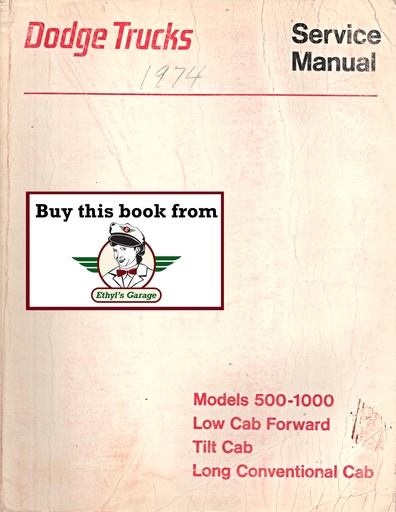 Dodge Trucks
Service
Manual
1974
Buy this book from
Ethyl's Garage
Models 500-1000
Low Cab Forward
Tilt Cab
Long Conventional Cab